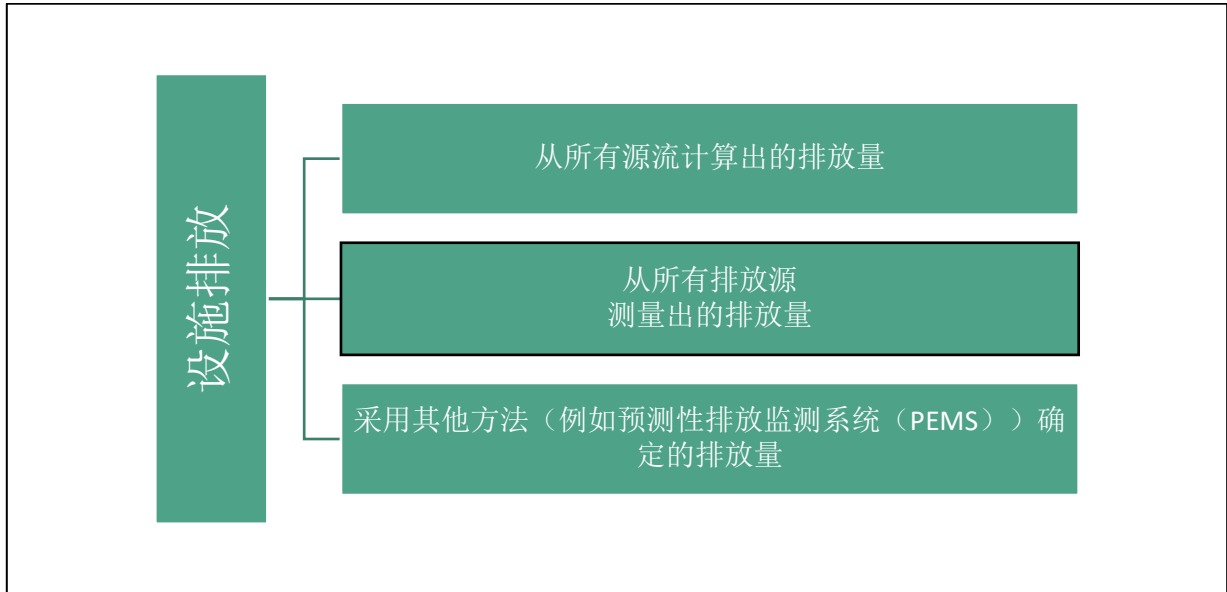 设施排放
从所有源流计算出的排放量
从所有排放源
测量出的排放量
采用其他方法（例如预测性排放监测系统（PEMS））确
定的排放量